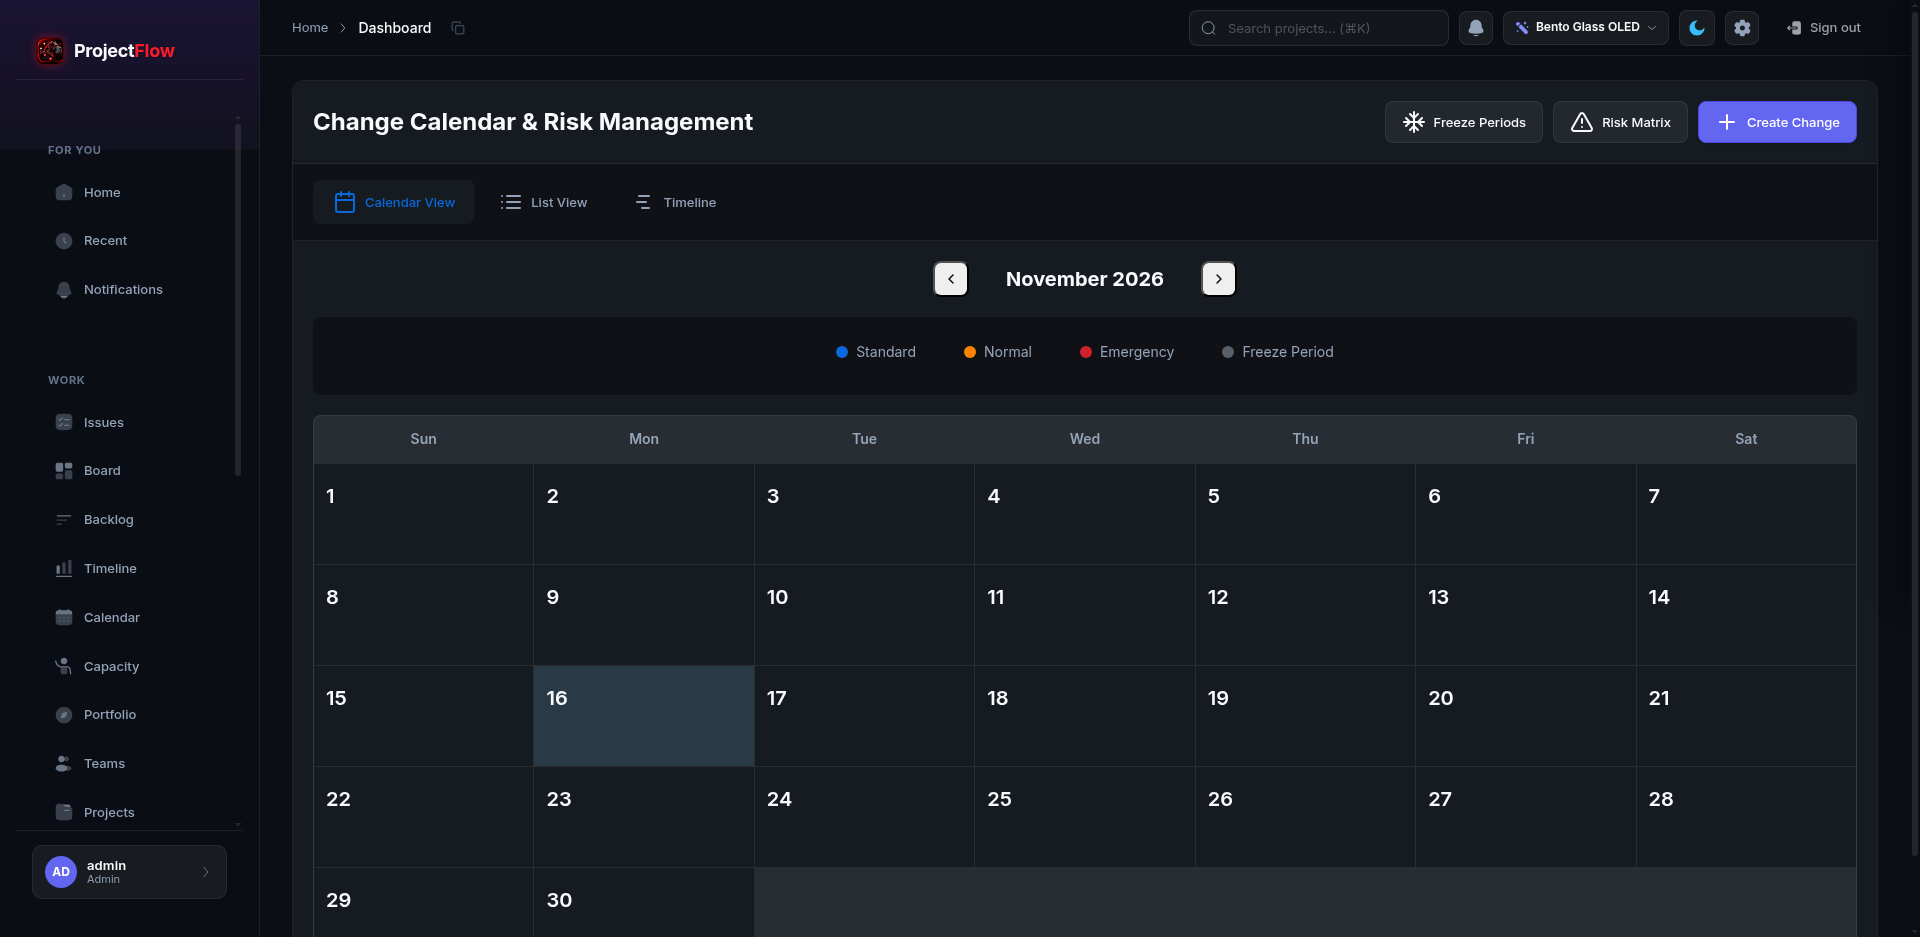 ProjectFlow
FOR YOU
Home
Recent
Notifications
WORK
Issues
Board
Backlog
Timeline
Calendar
Capacity
Portfolio
Teams
Projects
AD
admin
Admin
Home > Dashboard
Search projects... (⌘K)
Bento Glass OLED
Sign out
Change Calendar & Risk Management
Freeze Periods
Risk Matrix
Create Change
Calendar View
List View
Timeline
November 2026
Standard Normal Emergency Freeze Period
Sun Mon Tue Wed Thu Fri Sat
1 2 3 4 5 6 7
8 9 10 11 12 13 14
15 16 17 18 19 20 21
22 23 24 25 26 27 28
29 30